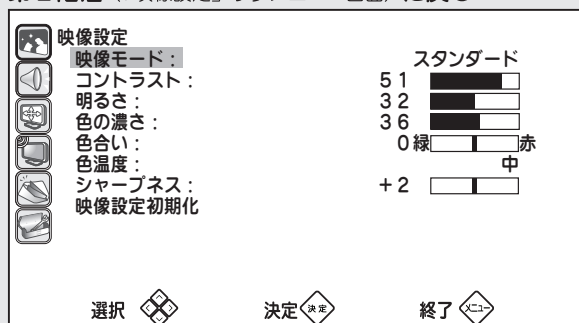 映像設定
映像モード： スタンダード
コントラスト： 51
明るさ： 32
色の濃さ： 36
色合い： 0 緑 赤
色温度： 中
シャープネス： +2
映像設定初期化
選択 決定 決定 終了 メニュー